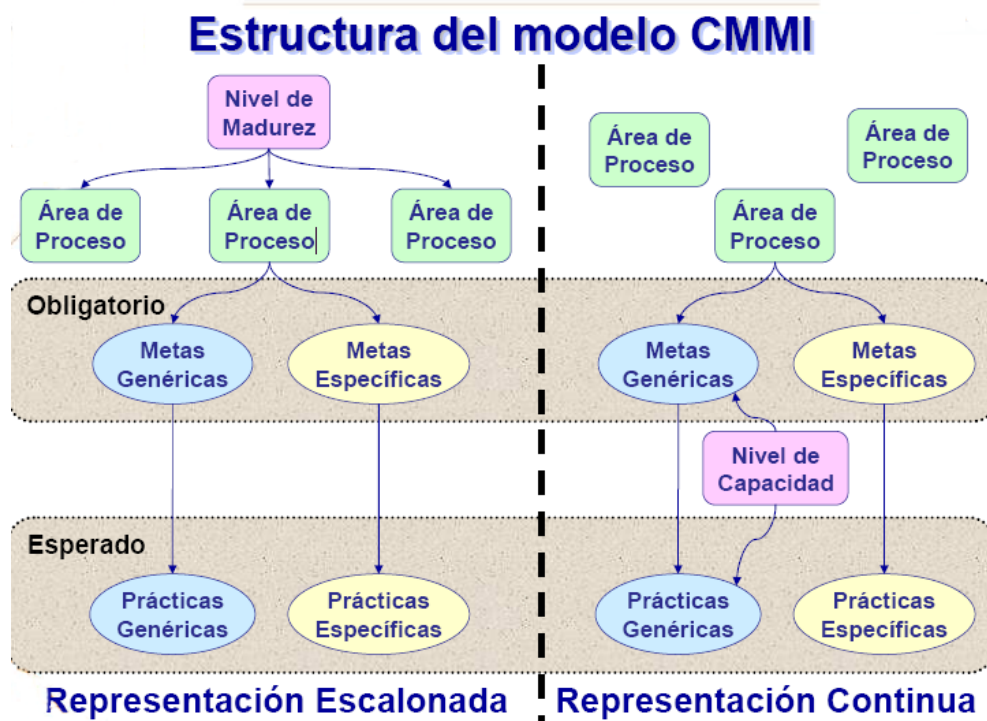 Estructura del modelo CMMI
Nivel de
Madurez
Área de
Proceso
Área de
Proceso
Área de
Proceso
Obligatorio
Metas
Genéricas
Metas
Específicas
Esperado
Prácticas
Genéricas
Prácticas
Específicas
Representación Escalonada
Área de
Proceso
Área de
Proceso
Área de
Proceso
Metas
Genéricas
Metas
Específicas
Nivel de
Capacidad
Prácticas
Genéricas
Prácticas
Específicas
Representación Continua